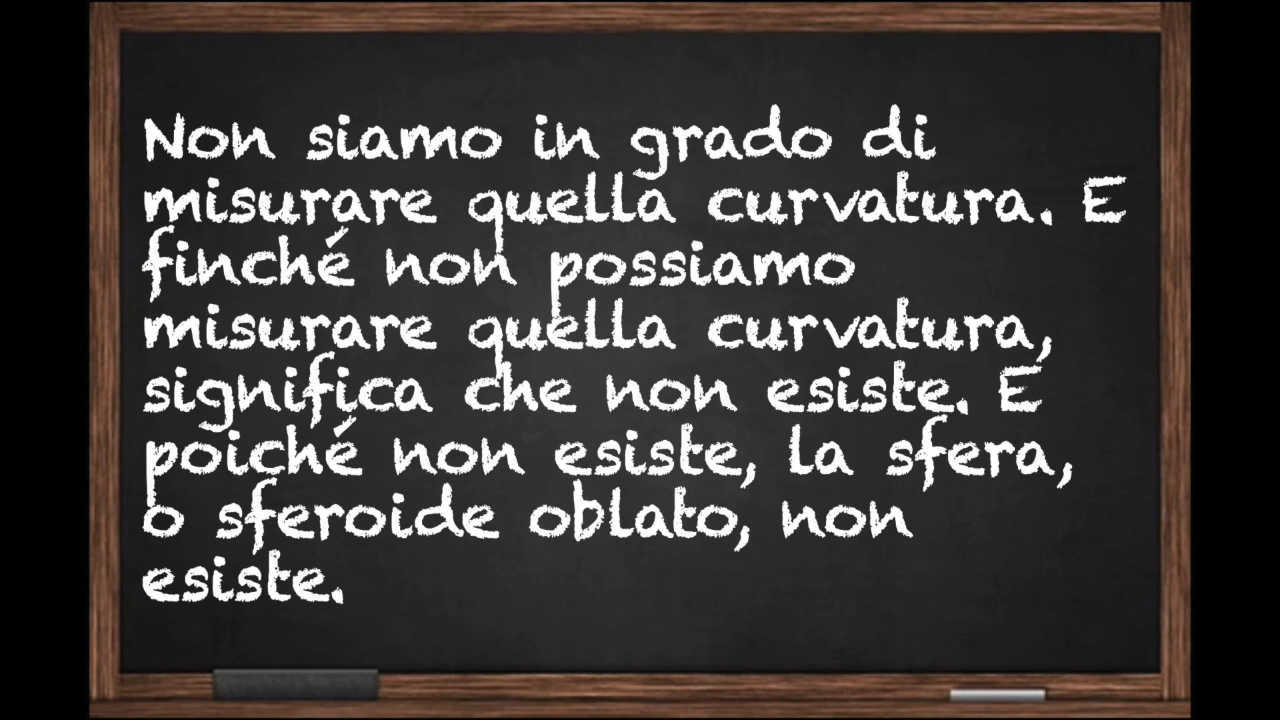 Non siamo in grado di
misurare quella curvatura. E
finché non possiamo
misurare quella curvatura,
significa che non esiste. E
poiché non esiste, la sfera,
o sferoide oblato, non
esiste.